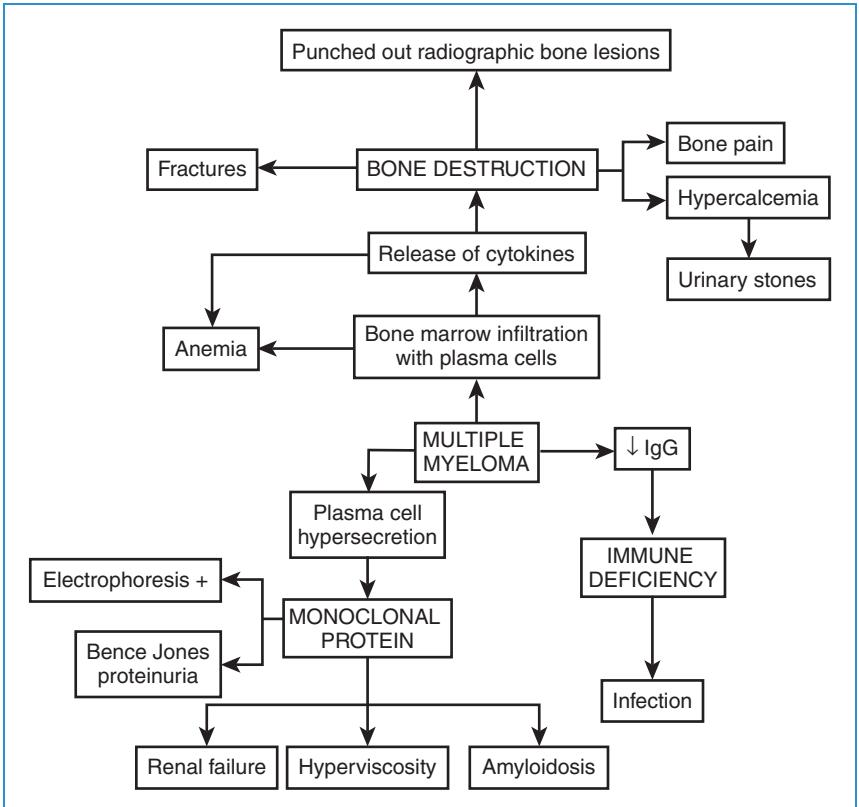 Punched out radiographic bone lesions
Bone pain
Fractures
BONE DESTRUCTION
Hypercalcemia
Release of cytokines
Urinary stones
Anemia
Bone marrow infiltration
with plasma cells
MULTIPLE
MYELOMA
↓ IgG
Plasma cell
hypersecretion
IMMUNE
DEFICIENCY
Electrophoresis +
MONOCLONAL
PROTEIN
Bence Jones
proteinuria
Infection
Renal failure
Hyperviscosity
Amyloidosis